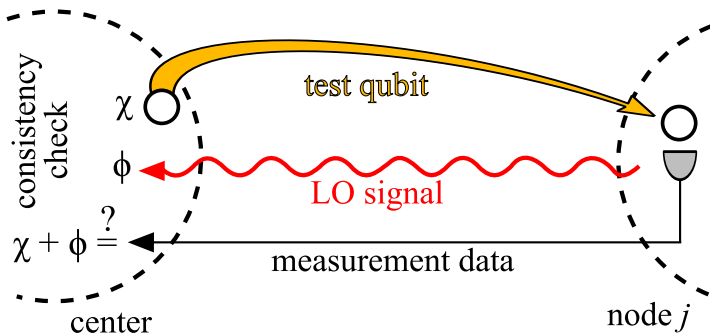 consistency
check
χ
test qubit
ϕ
LO signal
χ + ϕ =?
measurement data
center
node j